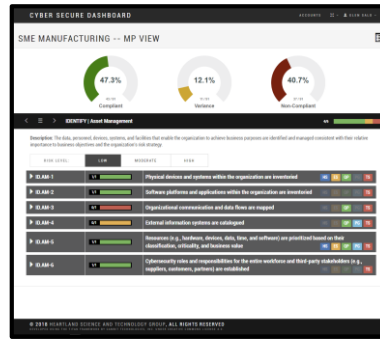 CYBER SECURE DASHBOARD
ACCOUNTS
SME MANUFACTURING -- MP VIEW
47.3%
Compliant
12.1%
Variance
40.7%
Non-Compliant
IDENTIFY | Asset Management
Description: The data, personnel, devices, systems, and facilities that enable the organization to achieve business purposes are identified and managed consistent with their relative
importance to business objectives and the organization's risk strategy.
RISK LEVEL LOW MODERATE HIGH
ID.AM-1 Physical devices and systems within the organization are inventoried
ID.AM-2 Software platforms and applications within the organization are inventoried
ID.AM-3 Organizational communication and data flows are mapped
ID.AM-4 External information systems are catalogued
ID.AM-5 Resources (e.g., hardware, devices, data, time, and software) are prioritized based on their
classification, criticality, and business value
ID.AM-6 Cybersecurity roles and responsibilities for the entire workforce and third-party stakeholders (e.g.,
suppliers, customers, partners) are established
© 2018 HEARTLAND SCIENCE AND TECHNOLOGY GROUP, ALL RIGHTS RESERVED